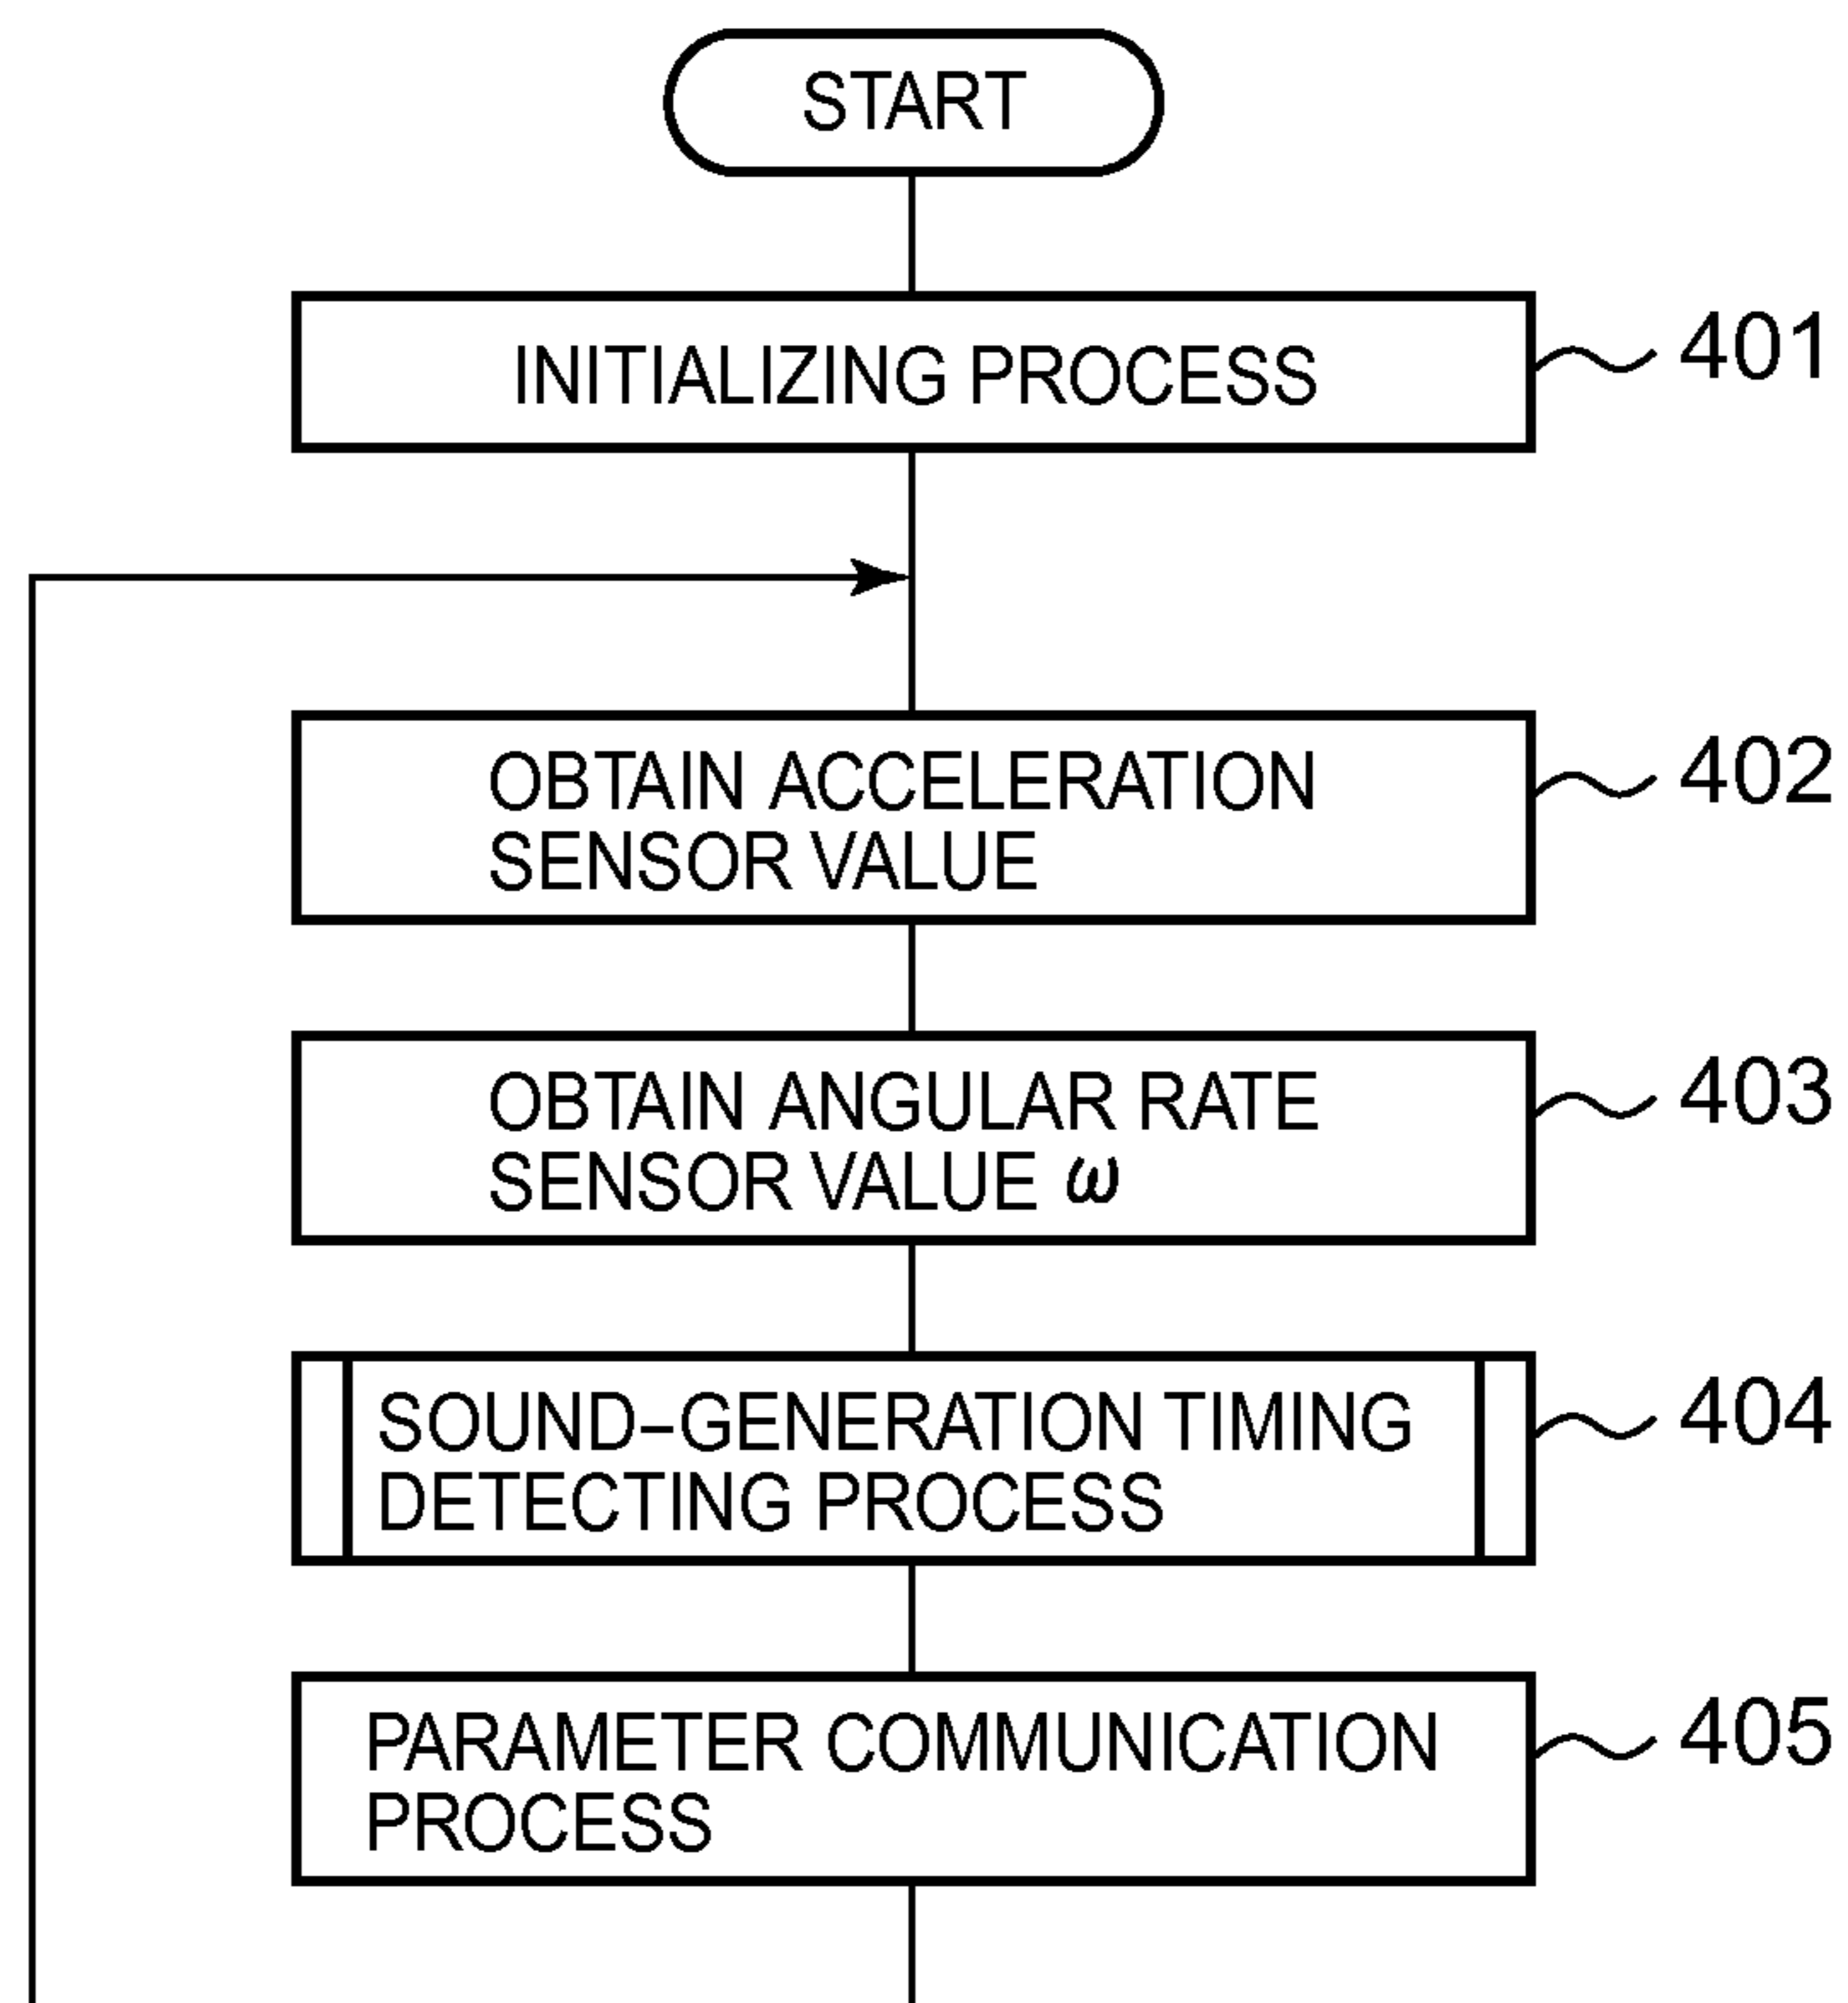 START
INITIALIZING PROCESS
401
OBTAIN ACCELERATION
SENSOR VALUE
402
OBTAIN ANGULAR RATE
SENSOR VALUE ω
403
SOUND–GENERATION TIMING
DETECTING PROCESS
404
PARAMETER COMMUNICATION
PROCESS
405